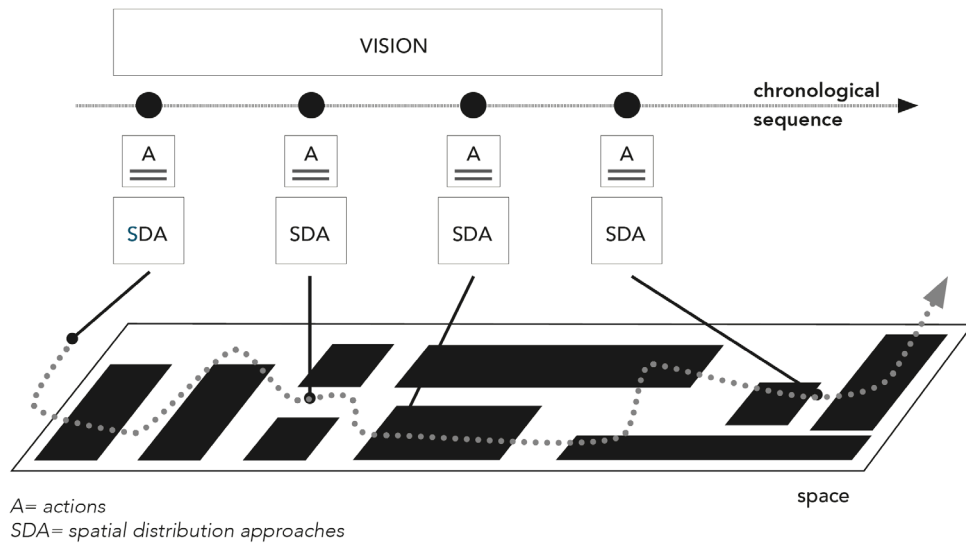 VISION
chronological
sequence
A A A A
SDA SDA SDA SDA
space
A= actions
SDA= spatial distribution approaches